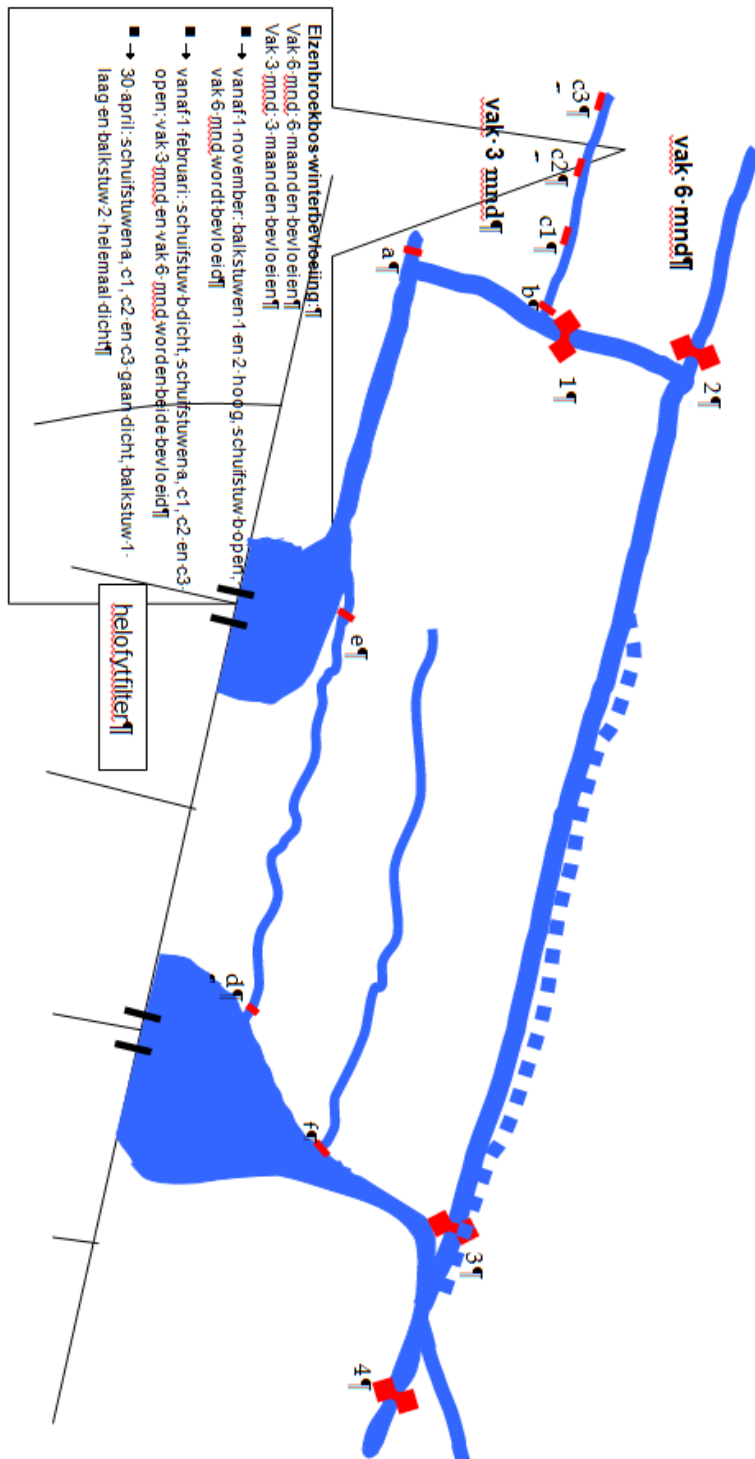 Elzenbroekbos·winterbevloeiing:¶
Vak·6·mnd:·6·maanden·bevloeien¶
Vak·3·mnd:·3·maanden·bevloeien¶
■→vanaf·1·november:·balkstuwen·1·en·2·hoog,·schuifstuw·b·open,·
vak·6·mnd·wordt·bevloeid¶
■→vanaf·1·februari:·schuifstuw·b·dicht,·schuifstuwen·a,·c1,·c2·en·c3·
open;·vak·3·mnd·en·vak·6·mnd·worden·beide·bevloeid¶
■→30·april:·schuifstuwen·a,·c1,·c2·en·c3·gaan·dicht,·balkstuw·1·
laag·en·balkstuw·2·helemaal·dicht¶
vak·6·mnd¶
vak·3·mnd¶
c3¶
c2¶
c1¶
b¶
a¶
1¶
2¶
e¶
helofytfilter¶
d¶
f¶
3¶
4¶